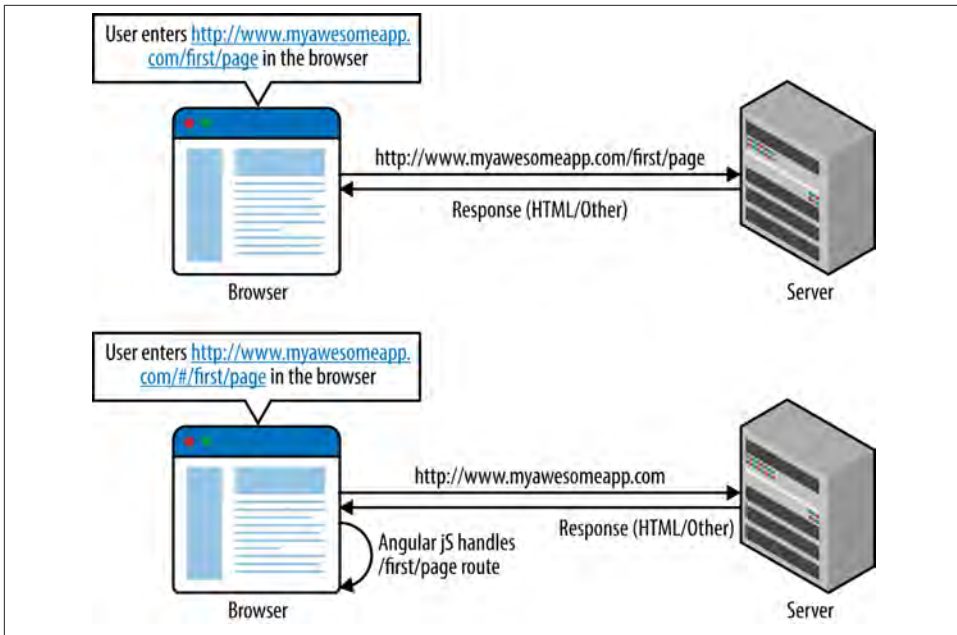 User enters http://www.myawesomeapp.
com/first/page in the browser
http://www.myawesomeapp.com/first/page
Response (HTML/Other)
Browser
Server
User enters http://www.myawesomeapp.
com/#/first/page in the browser
http://www.myawesomeapp.com
Response (HTML/Other)
Angular jS handles
/first/page route
Browser
Server